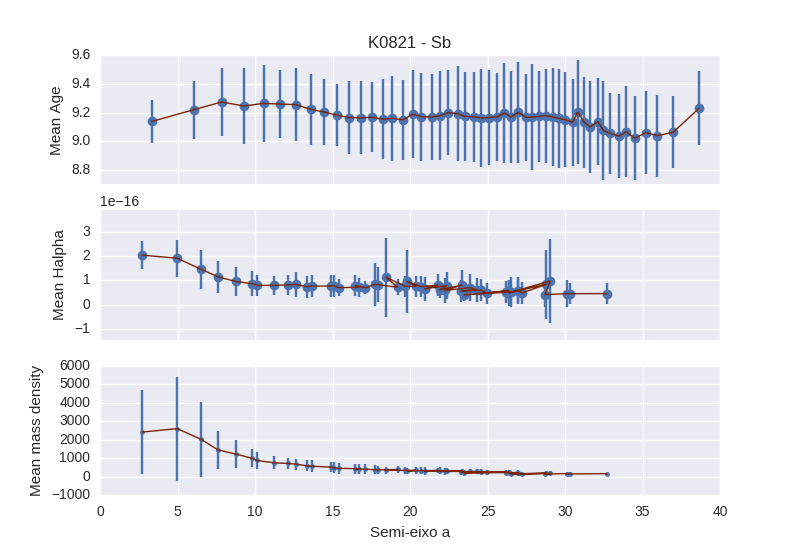 K0821 - Sb
9.6
9.4
9.2
9.0
8.8
Mean Age
1e−16
3
2
1
0
−1
Mean Halpha
6000
5000
4000
3000
2000
1000
0
−1000
Mean mass density
0 5 10 15 20 25 30 35 40
Semi-eixo a